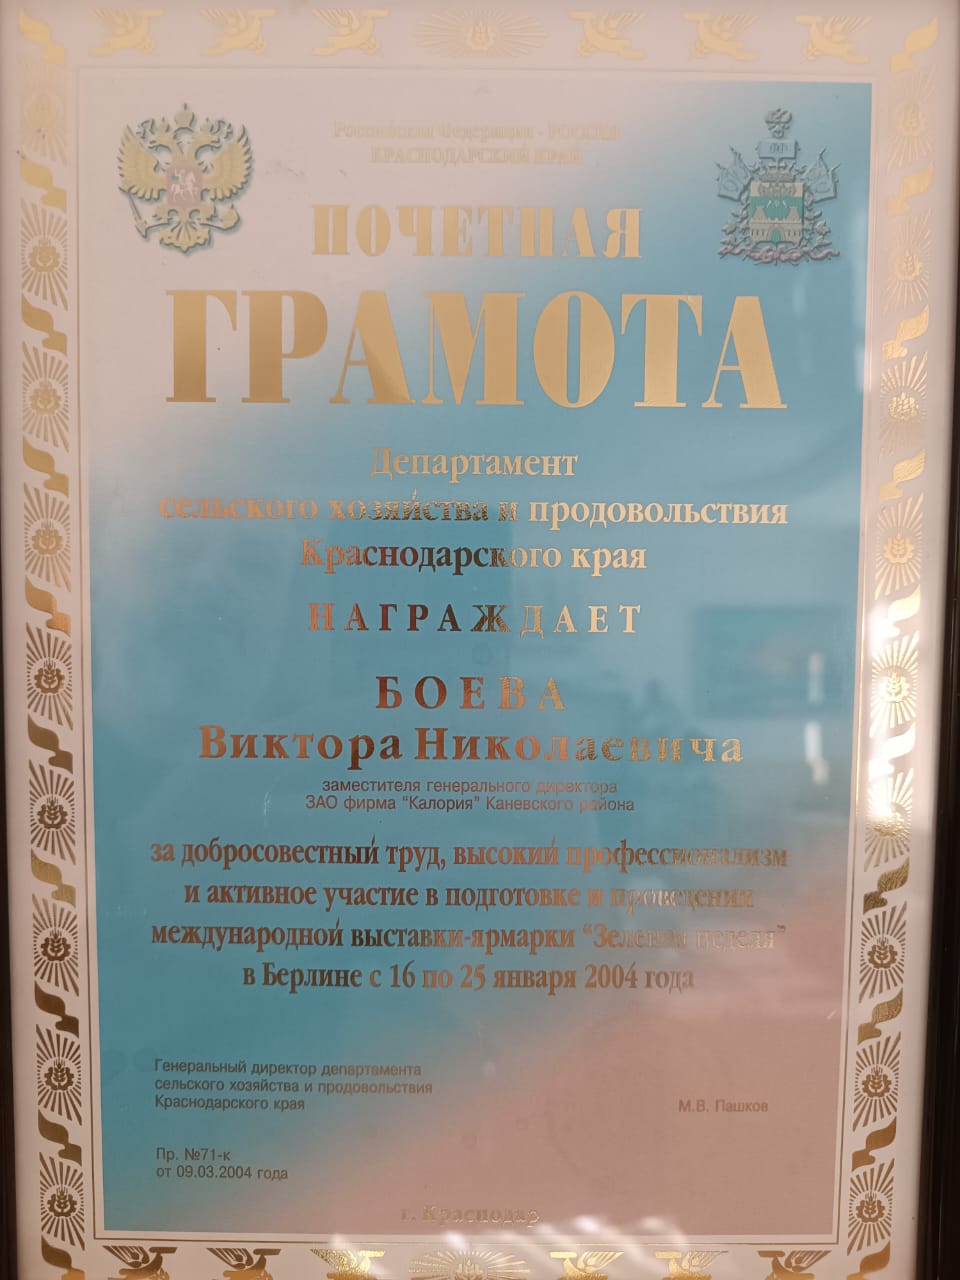 Российская Федерация - РОССИЯ
КРАСНОДАРСКИЙ КРАЙ
ПОЧЕТНАЯ
ГРАМОТА
Департамент
сельского хозяйства и продовольствия
Краснодарского края
НАГРАЖДАЕТ
БОЕВА
Виктора Николаевича
заместителя генерального директора
ЗАО фирма "Калория" Каневского района
за добросовестный труд, высокий профессионализм
и активное участие в подготовке и проведении
международной выставки-ярмарки "Зеленая неделя"
в Берлине с 16 по 25 января 2004 года
Генеральный директор департамента
сельского хозяйства и продовольствия
Краснодарского края
М.В. Пашков
Пр. №71-к
от 09.03.2004 года
г. Краснодар